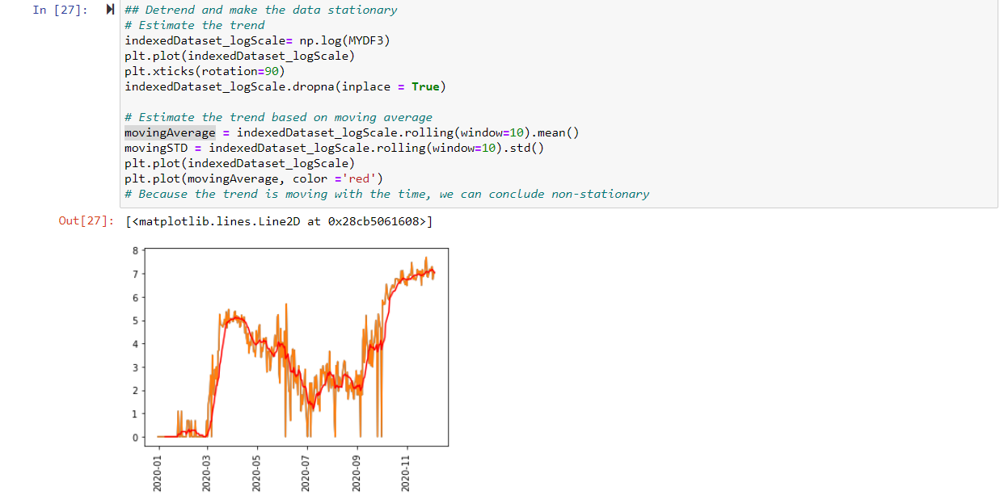 In [27]:
## Detrend and make the data stationary
# Estimate the trend
indexedDataset_logScale= np.log(MYDF3)
plt.plot(indexedDataset_logScale)
plt.xticks(rotation=90)
indexedDataset_logScale.dropna(inplace = True)
# Estimate the trend based on moving average
movingAverage = indexedDataset_logScale.rolling(window=10).mean()
movingSTD = indexedDataset_logScale.rolling(window=10).std()
plt.plot(indexedDataset_logScale)
plt.plot(movingAverage, color ='red')
# Because the trend is moving with the time, we can conclude non-stationary
Out[27]: [<matplotlib.lines.Line2D at 0x28cb5061608>]
8
7
6
5
4
3
2
1
0
2020-01
2020-03
2020-05
2020-07
2020-09
2020-11